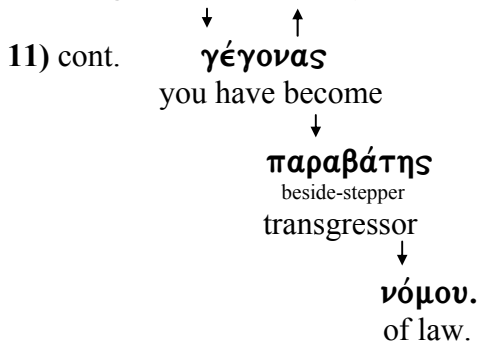 11) cont. γέγονας
you have become
παραβάτης
beside-stepper
transgressor
νόμου.
of law.